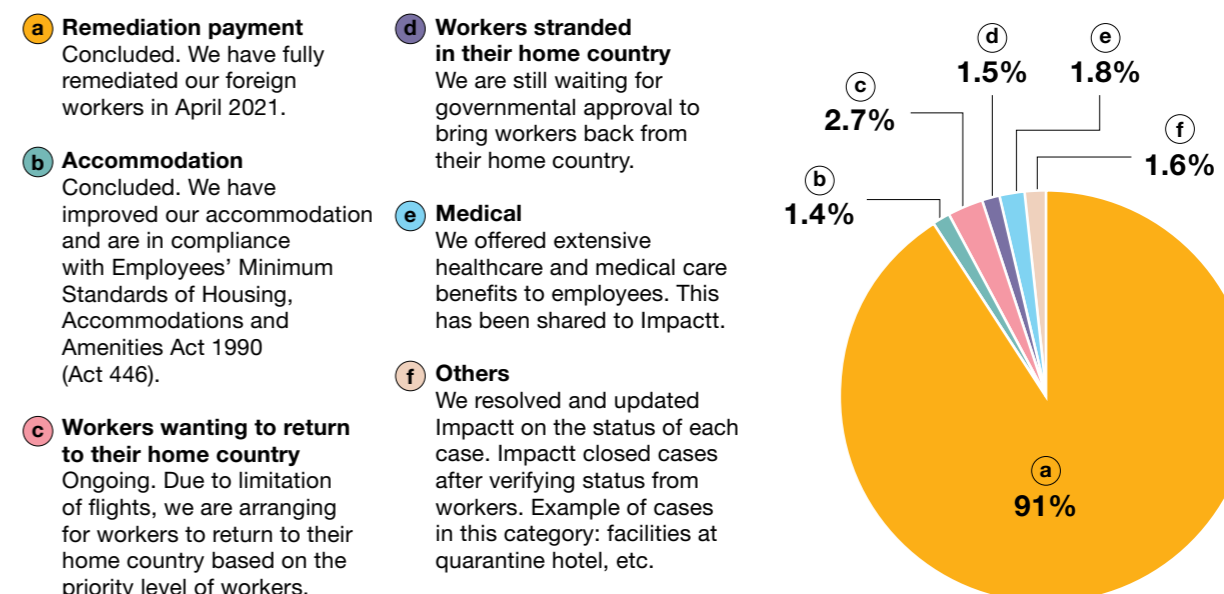 a Remediation payment
Concluded. We have fully
remediated our foreign
workers in April 2021.
b Accommodation
Concluded. We have
improved our accommodation
and are in compliance
with Employees’ Minimum
Standards of Housing,
Accommodations and
Amenities Act 1990
(Act 446).
c Workers wanting to return
to their home country
Ongoing. Due to limitation
of flights, we are arranging
for workers to return to their
home country based on the
priority level of workers.
d Workers stranded
in their home country
We are still waiting for
governmental approval to
bring workers back from
their home country.
e Medical
We offered extensive
healthcare and medical care
benefits to employees. This
has been shared to Impactt.
f Others
We resolved and updated
Impactt on the status of each
case. Impactt closed cases
after verifying status from
workers. Example of cases
in this category: facilities at
quarantine hotel, etc.
d
1.5%
e
1.8%
c
2.7%
f
1.6%
b
1.4%
a
91%